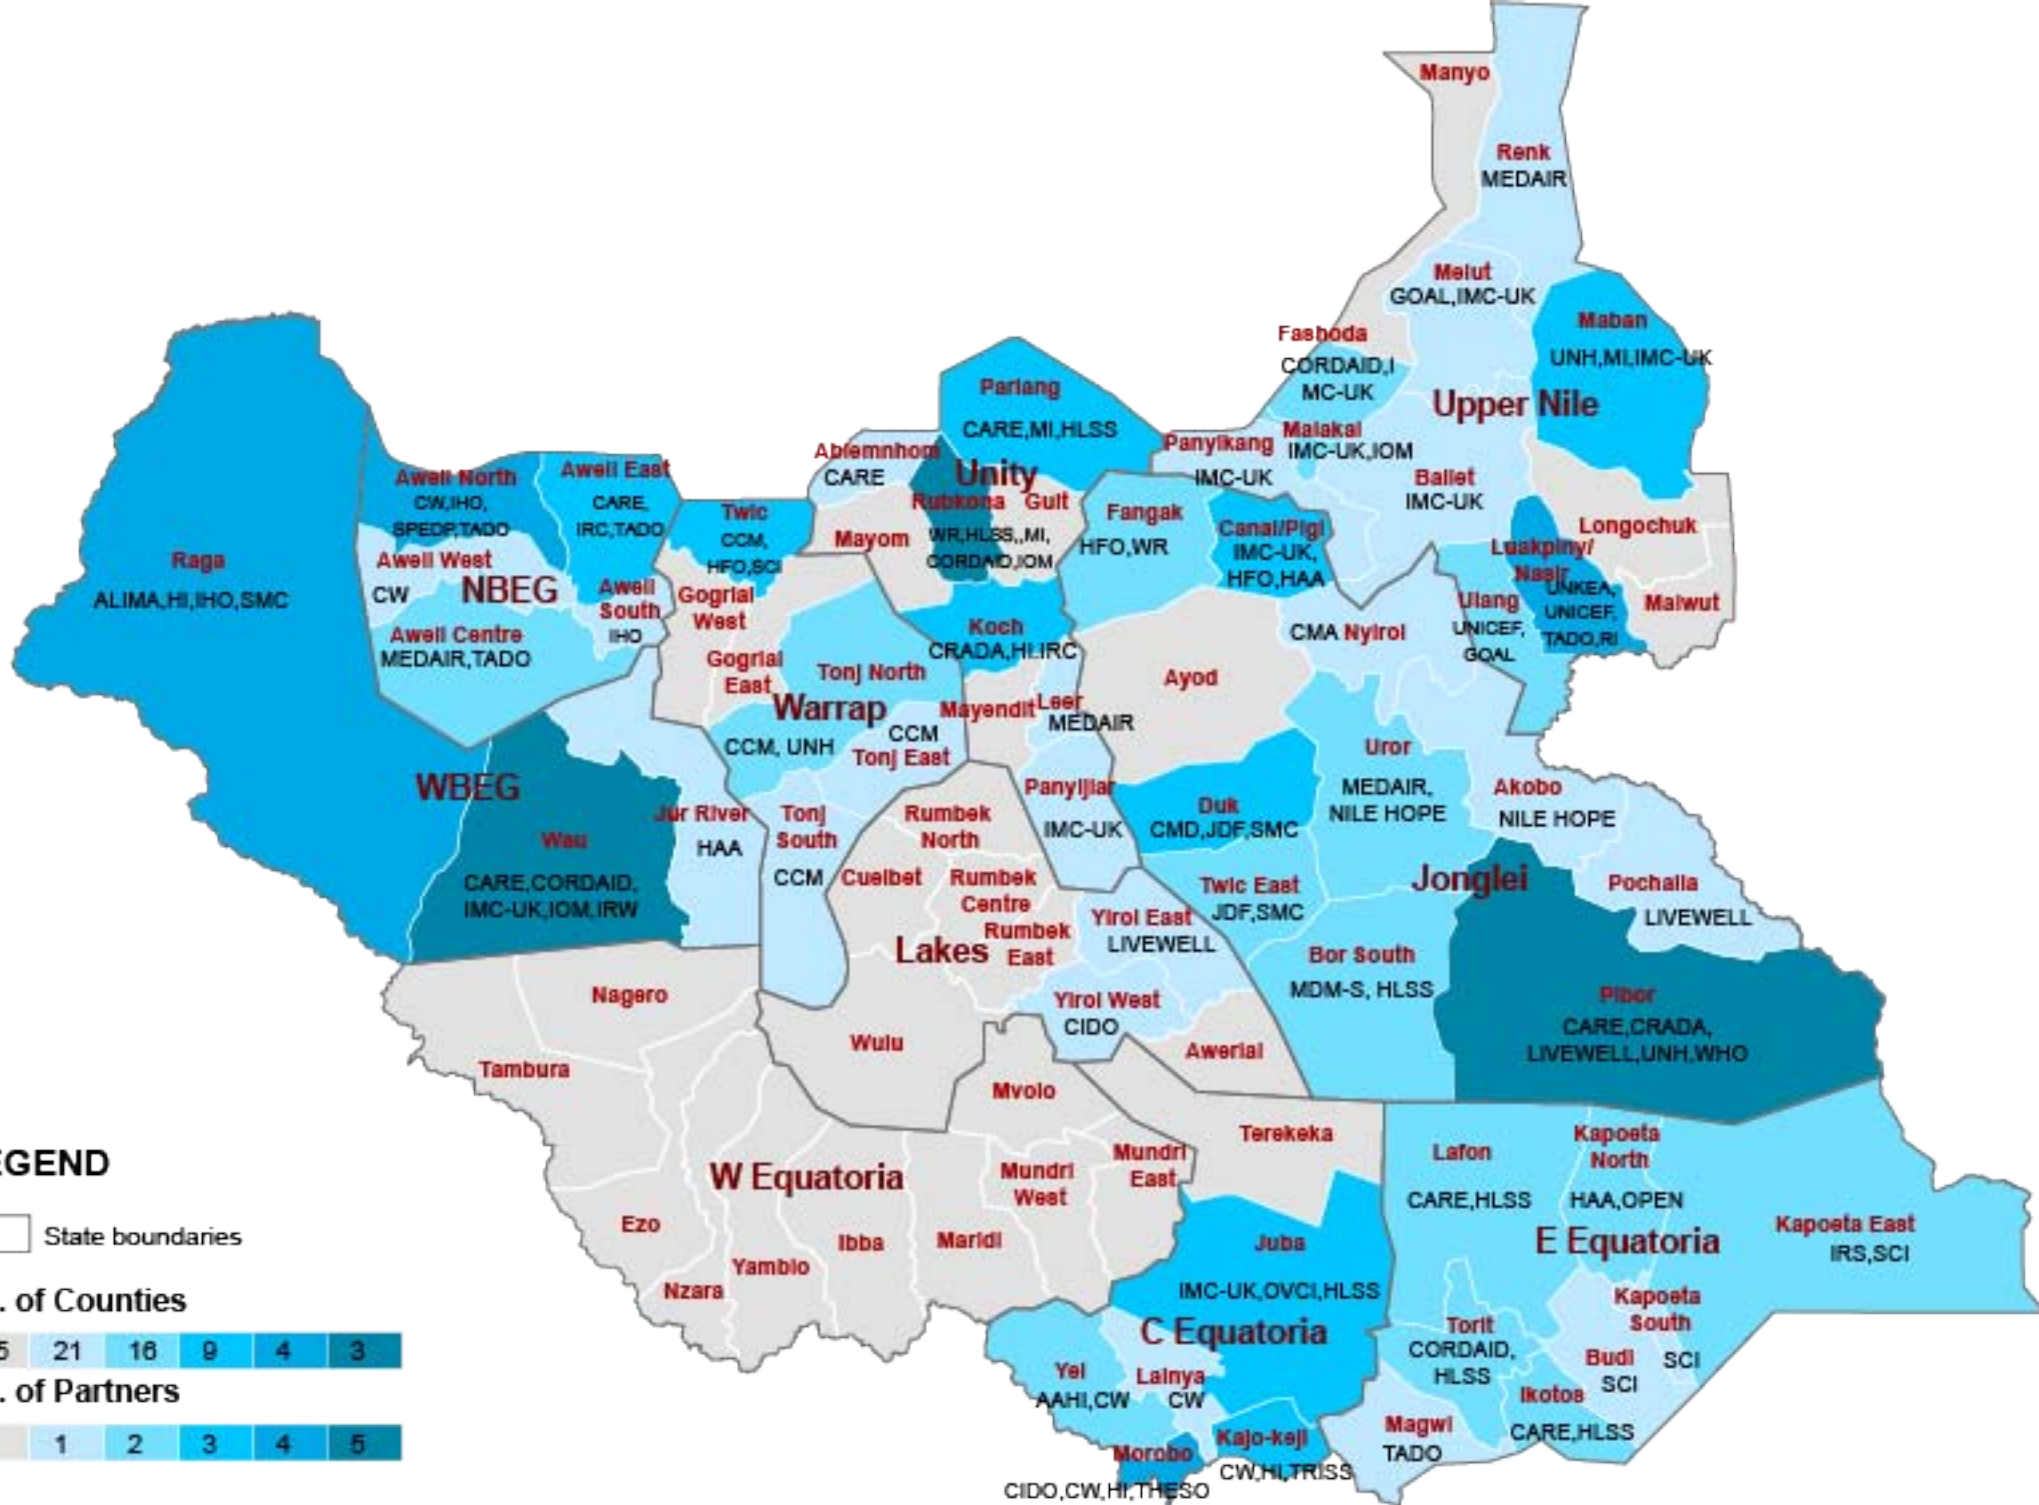 Manyo
Renk
MEDAIR
Melut
GOAL,IMC-UK
Maban
UNH,MI,IMC-UK
Fashoda
CORDAID,I
MC-UK
Upper Nile
Pariang
CARE,MI,HLSS
Abiemnhom
CARE
Unity
Rubkona
Guit
WR,HLSS,,MI,
CORDAID,IOM
Mayom
Panyikang
IMC-UK
Malakal
IMC-UK,IOM
Baliet
IMC-UK
Longochuk
Luakpiny/
Nasir
UNKEA,
UNICEF,
TADO,RI
Maiwut
Ulang
UNICEF,
GOAL
Fangak
HFO,WR
Canal/Pigi
IMC-UK,
HFO,HAA
CMA Nyirol
Ayod
Raga
ALIMA,HI,IHO,SMC
Aweil North
CW,IHO,
SPEDP,TADO
Aweil East
CARE,
IRC,TADO
Aweil West
CW
NBEG
Aweil
South
IHO
Aweil Centre
MEDAIR,TADO
Twic
CCM,
HFO,SCI
Gogrial
West
Gogrial
East
Tonj North
Warrap
CCM, UNH
CCM
Tonj East
Koch
CRADA,HI,IRC
Mayendit
Leer
MEDAIR
Panyijiar
IMC-UK
WBEG
Wau
CARE,CORDAID,
IMC-UK,IOM,IRW
Jur River
HAA
Tonj
South
CCM
Rumbek
North
Cueibet
Rumbek
Centre
Rumbek
East
Lakes
Yirol East
LIVEWELL
Yirol West
CIDO
Wulu
Awerial
Duk
CMD,JDF,SMC
Uror
MEDAIR,
NILE HOPE
Akobo
NILE HOPE
Twic East
JDF,SMC
Jonglei
Pochalla
LIVEWELL
Bor South
MDM-S, HLSS
Pibor
CARE,CRADA,
LIVEWELL,UNH,WHO
Nagero
Tambura
Mvolo
Terekeka
Mundri
East
Mundri
West
W Equatoria
Ezo
Nzara
Yambio
Ibba
Maridi
Juba
IMC-UK,OVCI,HLSS
C Equatoria
Yei
AAHI,CW
Lainya
CW
Morobo
CIDO,CW,HI,THESO
Kajo-keji
CW,HI,TRISS
Lafon
CARE,HLSS
Kapoeta
North
HAA,OPEN
E Equatoria
Kapoeta East
IRS,SCI
Kapoeta
South
SCI
Torit
CORDAID,
HLSS
Budi
SCI
Ikotos
CARE,HLSS
Magwi
TADO
EGEND
State boundaries
. of Counties
5 21 16 9 4 3
. of Partners
1 2 3 4 5